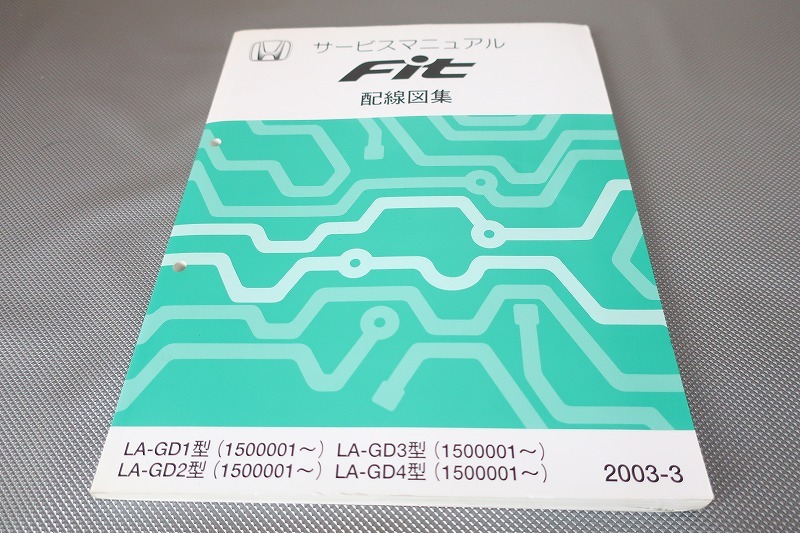 サービスマニュアル
Fit
配線図集
LA-GD1型 (1500001〜) LA-GD3型 (1500001〜)
LA-GD2型 (1500001〜) LA-GD4型 (1500001〜)
2003-3